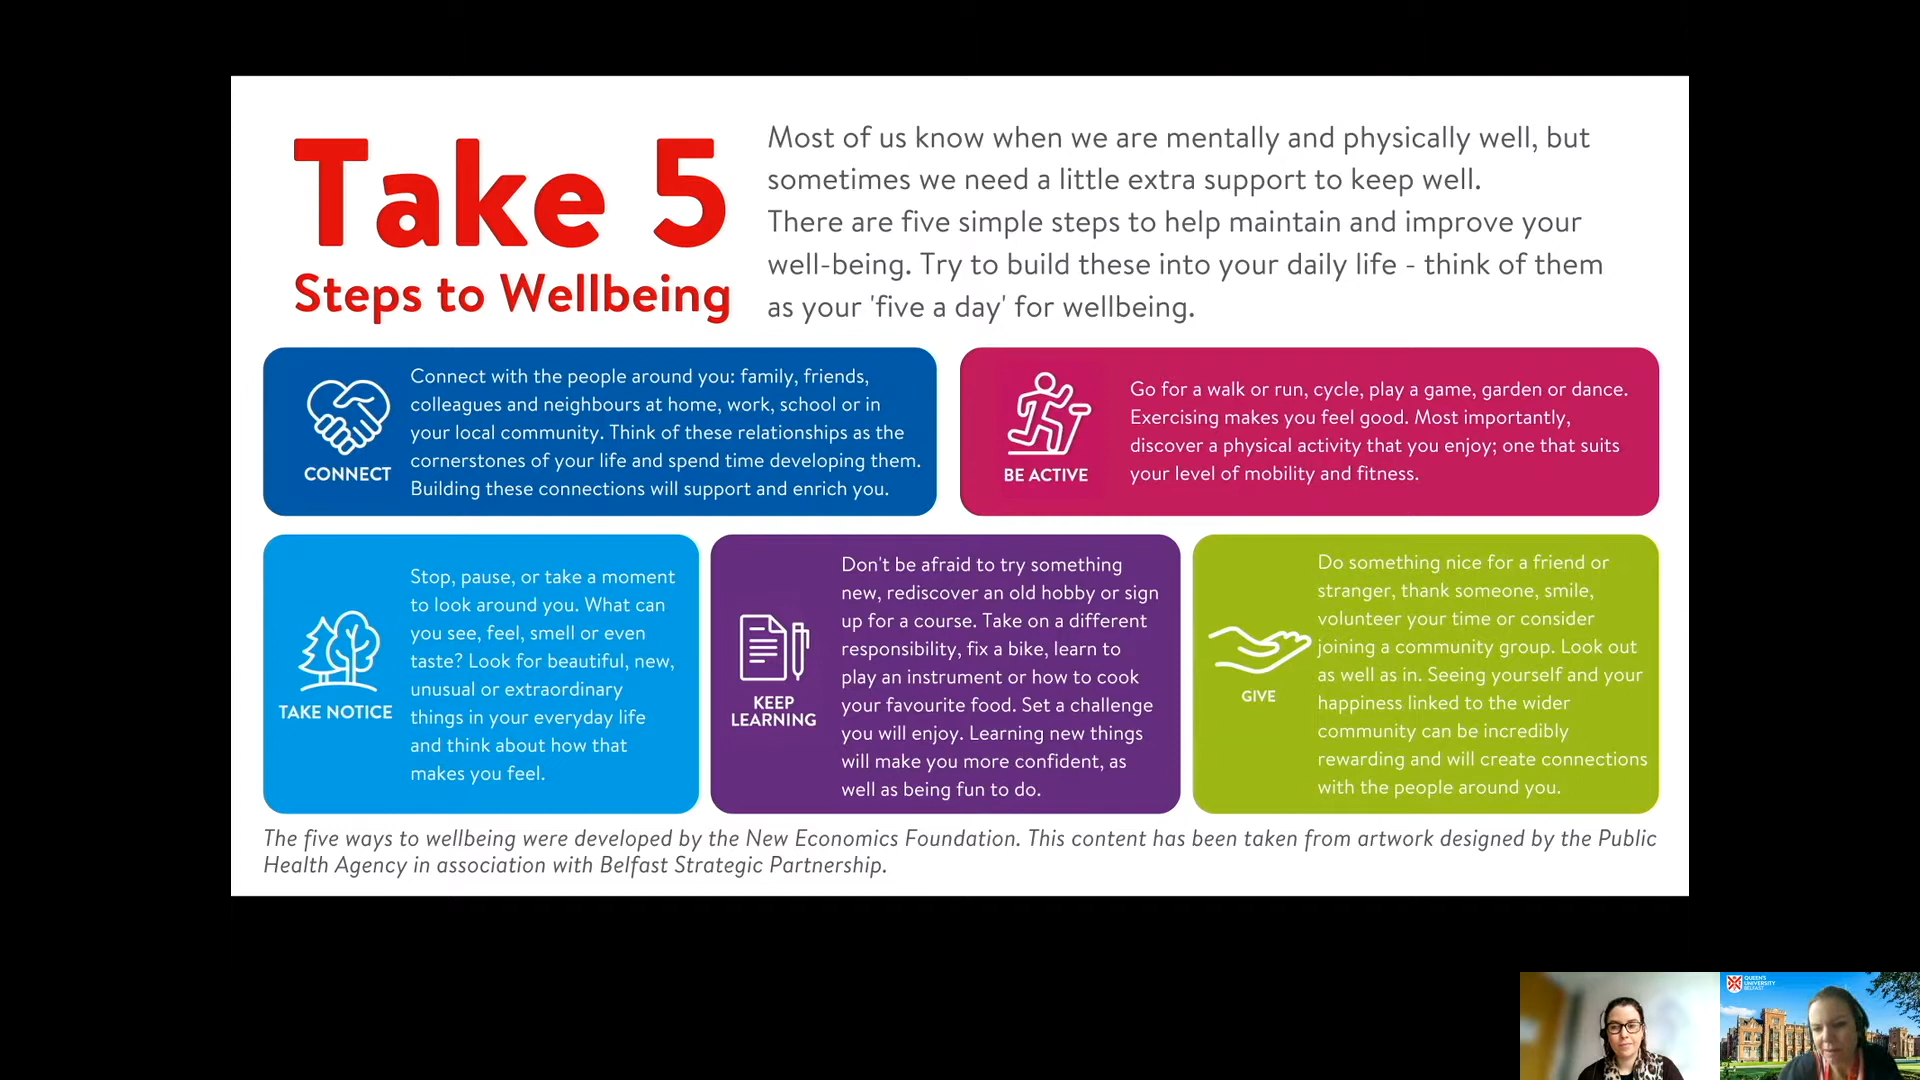 Take 5
Steps to Wellbeing
Most of us know when we are mentally and physically well, but
sometimes we need a little extra support to keep well.
There are five simple steps to help maintain and improve your
well-being. Try to build these into your daily life - think of them
as your 'five a day' for wellbeing.
CONNECT
Connect with the people around you: family, friends,
colleagues and neighbours at home, work, school or in
your local community. Think of these relationships as the
cornerstones of your life and spend time developing them.
Building these connections will support and enrich you.
BE ACTIVE
Go for a walk or run, cycle, play a game, garden or dance.
Exercising makes you feel good. Most importantly,
discover a physical activity that you enjoy; one that suits
your level of mobility and fitness.
TAKE NOTICE
Stop, pause, or take a moment
to look around you. What can
you see, feel, smell or even
taste? Look for beautiful, new,
unusual or extraordinary
things in your everyday life
and think about how that
makes you feel.
KEEP
LEARNING
Don't be afraid to try something
new, rediscover an old hobby or sign
up for a course. Take on a different
responsibility, fix a bike, learn to
play an instrument or how to cook
your favourite food. Set a challenge
you will enjoy. Learning new things
will make you more confident, as
well as being fun to do.
GIVE
Do something nice for a friend or
stranger, thank someone, smile,
volunteer your time or consider
joining a community group. Look out
as well as in. Seeing yourself and your
happiness linked to the wider
community can be incredibly
rewarding and will create connections
with the people around you.
The five ways to wellbeing were developed by the New Economics Foundation. This content has been taken from artwork designed by the Public
Health Agency in association with Belfast Strategic Partnership.
QUEEN'S
UNIVERSITY
BELFAST